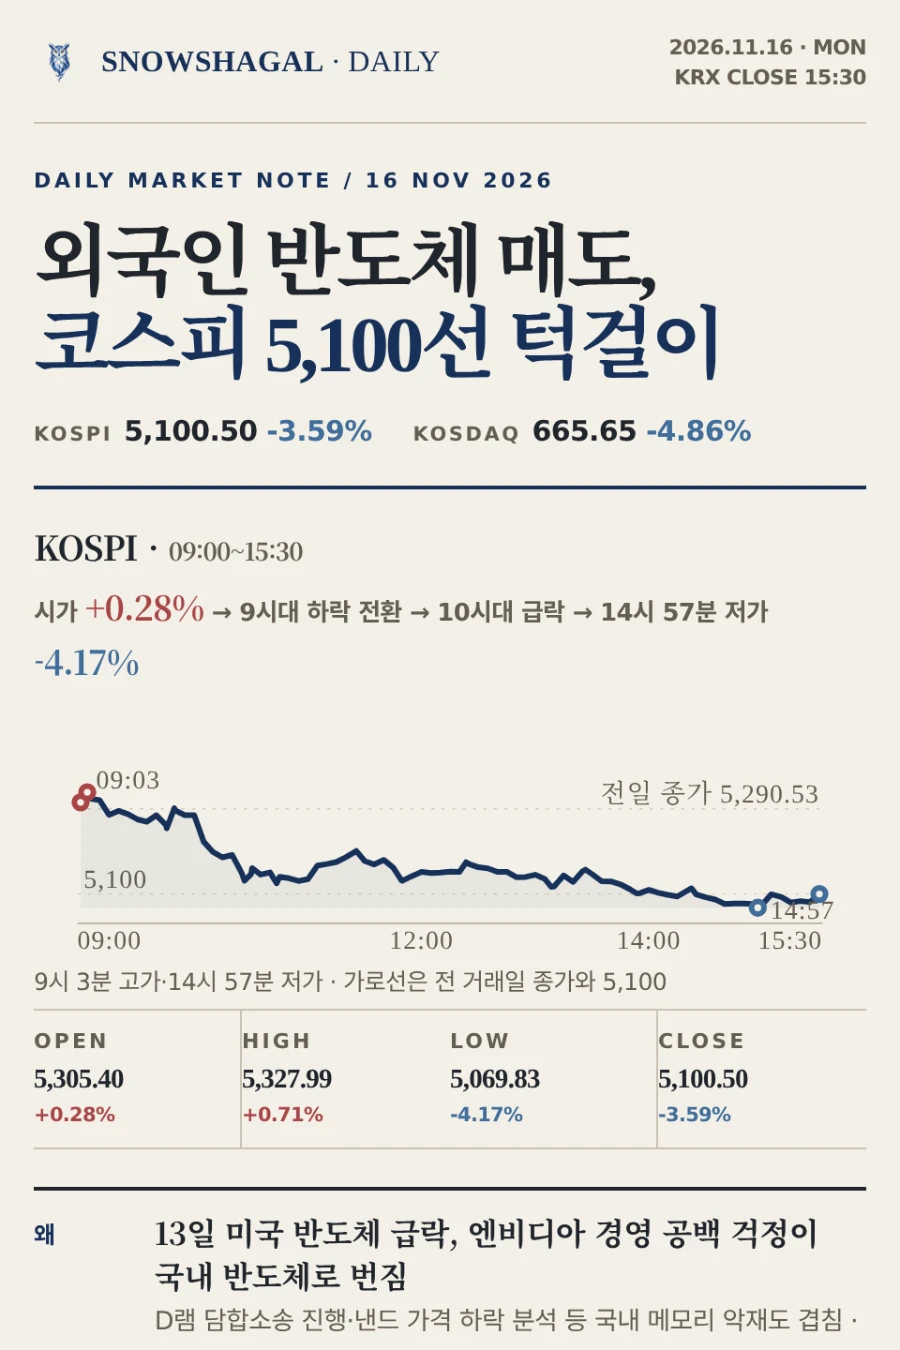 SNOWSHAGAL · DAILY
2026.11.16 · MON
KRX CLOSE 15:30
DAILY MARKET NOTE / 16 NOV 2026
외국인 반도체 매도,
코스피 5,100선 턱걸이
KOSPI 5,100.50 -3.59% KOSDAQ 665.65 -4.86%
KOSPI · 09:00~15:30
시가 +0.28% → 9시대 하락 전환 → 10시대 급락 → 14시 57분 저가
-4.17%
09:03
전일 종가 5,290.53
5,100
14:57
09:00 12:00 14:00 15:30
9시 3분 고가·14시 57분 저가 · 가로선은 전 거래일 종가와 5,100
OPEN HIGH LOW CLOSE
5,305.40 5,327.99 5,069.83 5,100.50
+0.28% +0.71% -4.17% -3.59%
왜 13일 미국 반도체 급락, 엔비디아 경영 공백 걱정이
국내 반도체로 번짐
D램 담합소송 진행·낸드 가격 하락 분석 등 국내 메모리 악재도 겹침 ·